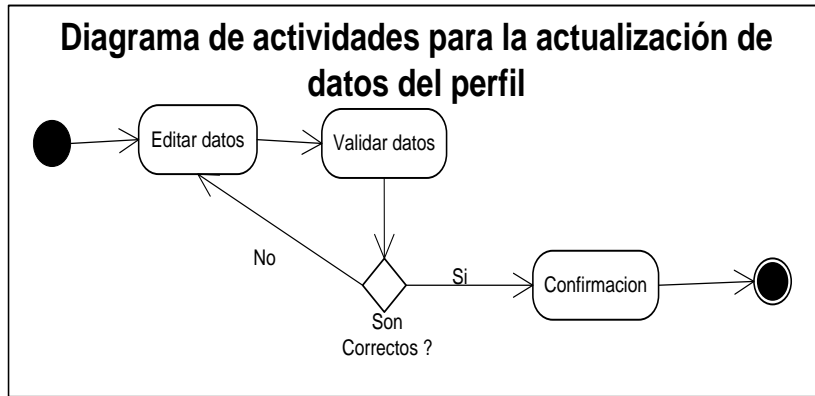 Diagrama de actividades para la actualización de
datos del perfil
Editar datos
Validar datos
No
Si
Confirmacion
Son
Correctos ?